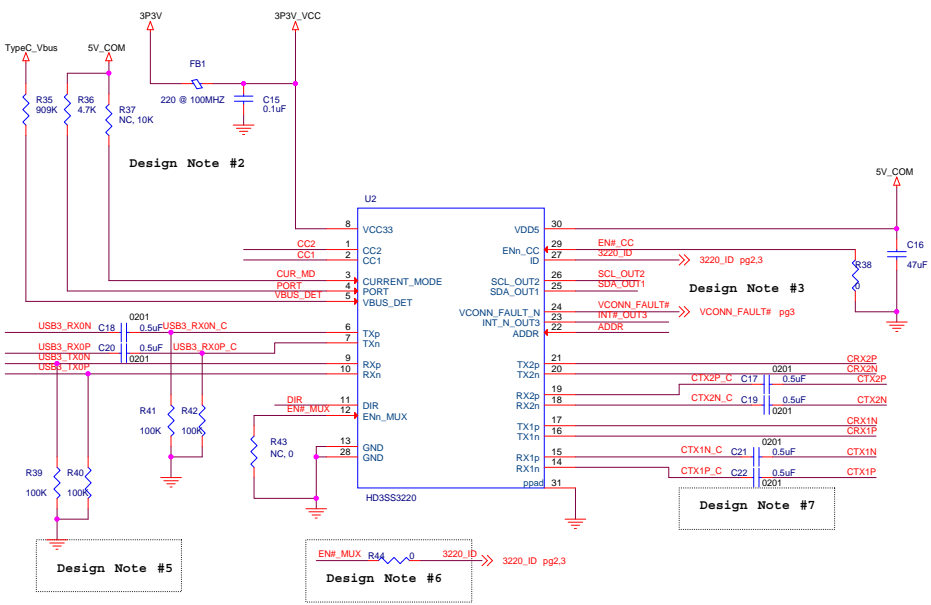 3P3V
3P3V_VCC
TypeC_Vbus
5V_COM
FB1
220 @ 100MHZ
C15
0.1uF
R35
909K
R36
4.7K
R37
NC, 10K
Design Note #2
5V_COM
U2
8
VCC33
VDD5
30
1
CC2
CC2
2
CC1
CC1
ENn_CC
29
EN#_CC
ID
27
3220_ID
3220_ID pg2,3
C16
47uF
R38
0
CUR_MD
3
CURRENT_MODE
PORT
4
PORT
VBUS_DET
5
VBUS_DET
SCL_OUT2
26
SCL_OUT2
SDA_OUT1
25
SDA_OUT1
Design Note #3
VCONN_FAULT_N
24
VCONN_FAULT#
VCONN_FAULT# pg3
INT_N_OUT3
23
INT#_OUT3
ADDR
22
ADDR
0201
USB3_RX0N
C18
0.5uF
USB3_RX0N_C
6
TXp
7
TXn
USB3_RX0P
C20
0.5uF
USB3_RX0P_C
0201
USB3_TX0N
9
RXp
USB3_TX0P
10
RXn
TX2p
21
CRX2P
TX2n
20
CRX2N
0201
RX2p
19
CTX2P_C
C17
0.5uF
CTX2P
RX2n
18
CTX2N_C
C19
0.5uF
CTX2N
0201
DIR
11
DIR
EN#_MUX
12
ENn_MUX
TX1p
17
CRX1N
TX1n
16
CRX1P
R41
100K
R42
100K
R43
NC, 0
13
GND
28
GND
0201
RX1p
15
CTX1N_C
C21
0.5uF
CTX1N
RX1n
14
CTX1P_C
C22
0.5uF
CTX1P
0201
ppad
31
R39
100K
R40
100K
HD3SS3220
Design Note #7
Design Note #5
EN#_MUX
R44
0
3220_ID
3220_ID pg2,3
Design Note #6